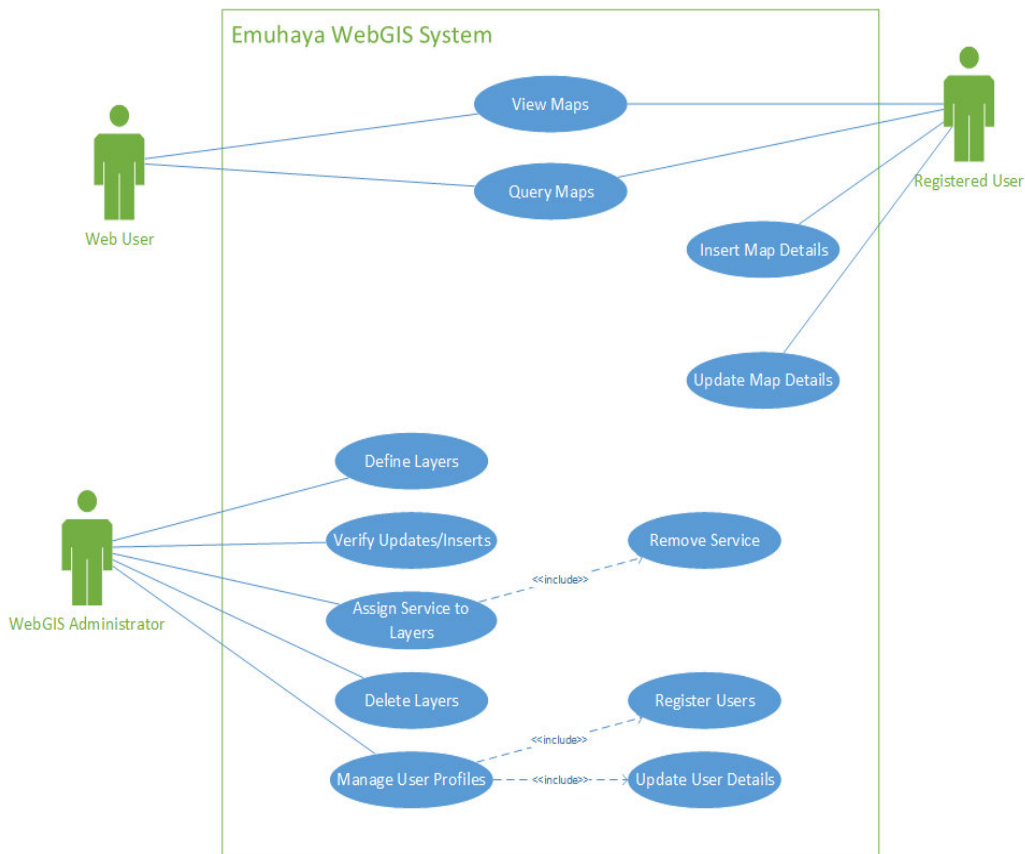 Emuhaya WebGIS System
View Maps
Query Maps
Registered User
Web User
Insert Map Details
Update Map Details
Define Layers
Verify Updates/Inserts
Remove Service
<<include>>
Assign Service to
Layers
WebGIS Administrator
Delete Layers
Register Users
<<include>>
Manage User Profiles
<<include>>
Update User Details